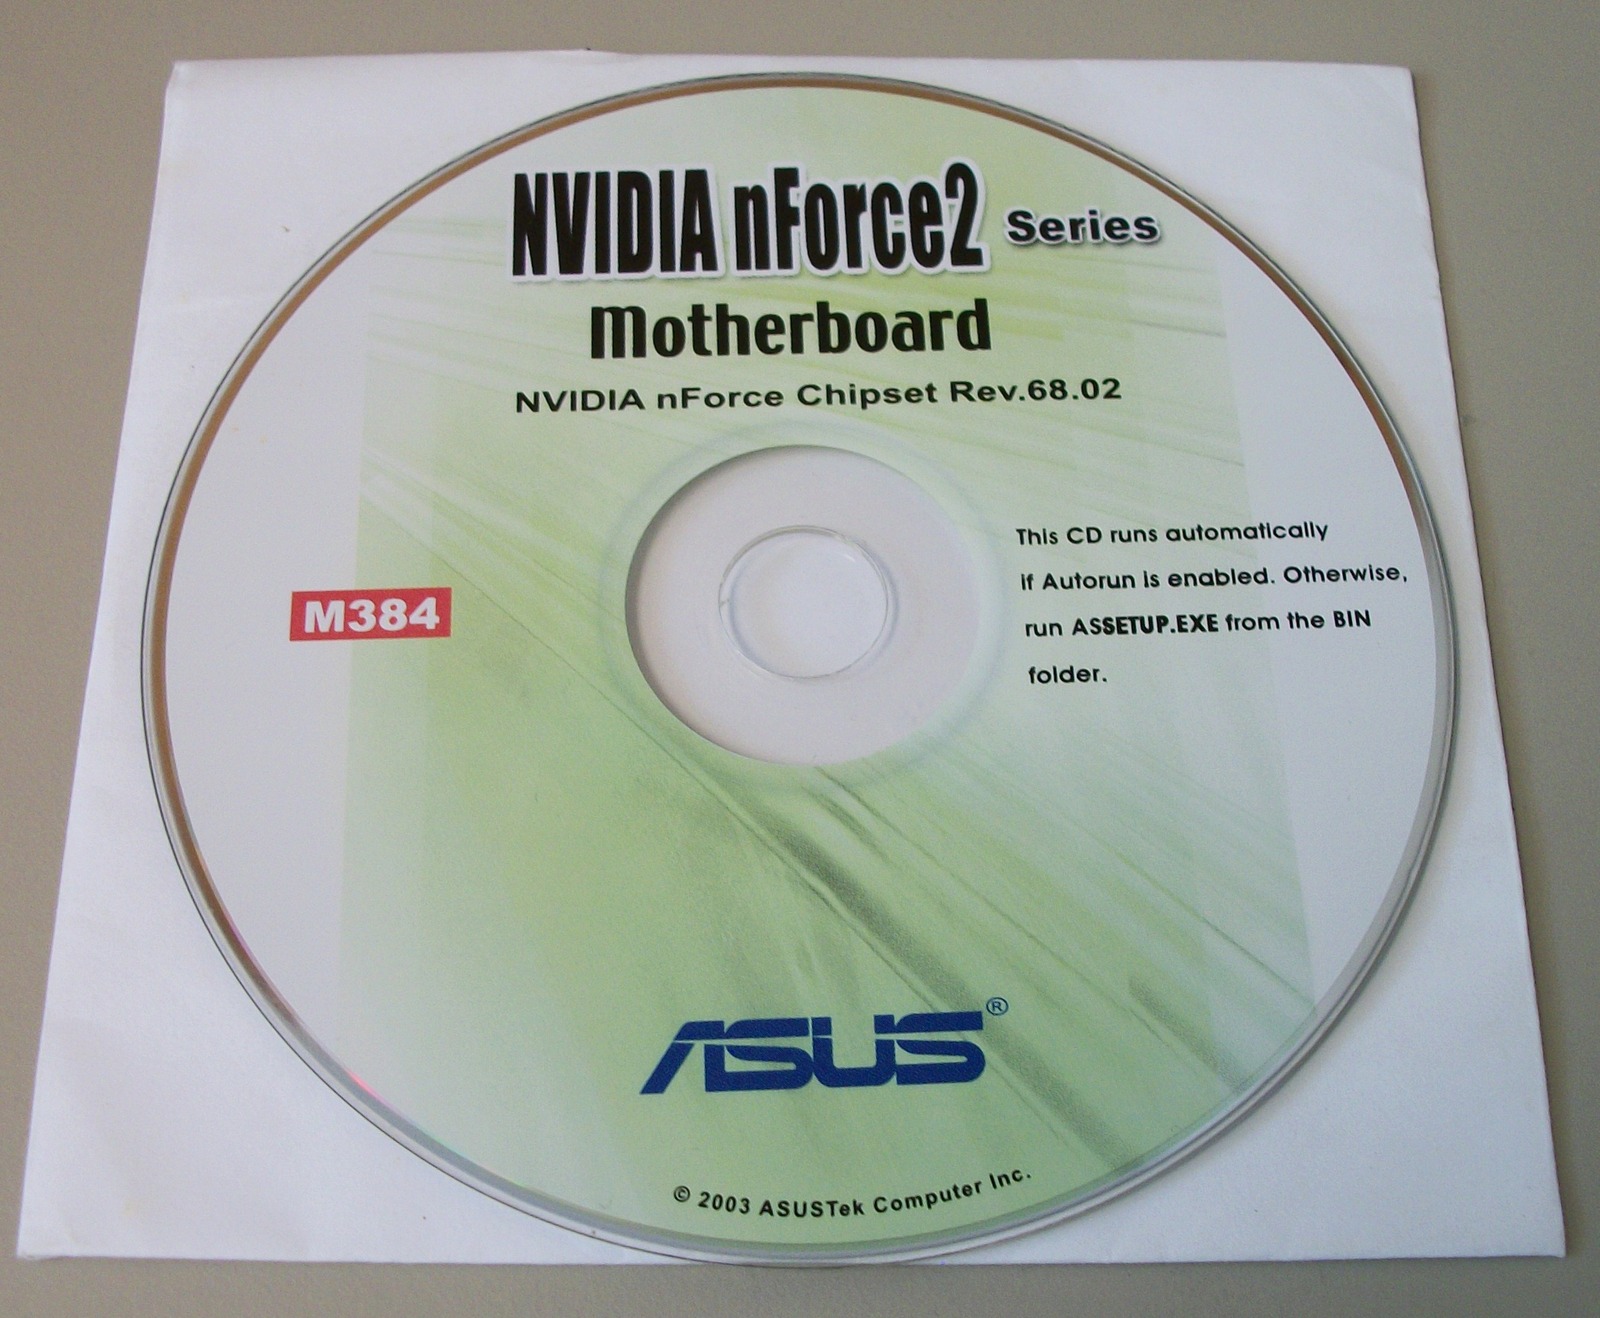 NVIDIA nForce2 Series
Motherboard
NVIDIA nForce Chipset Rev.68.02
This CD runs automatically
if Autorun is enabled. Otherwise,
run ASSETUP.EXE from the BIN
folder.
M384
ASUS®
© 2003 ASUSTek Computer Inc.